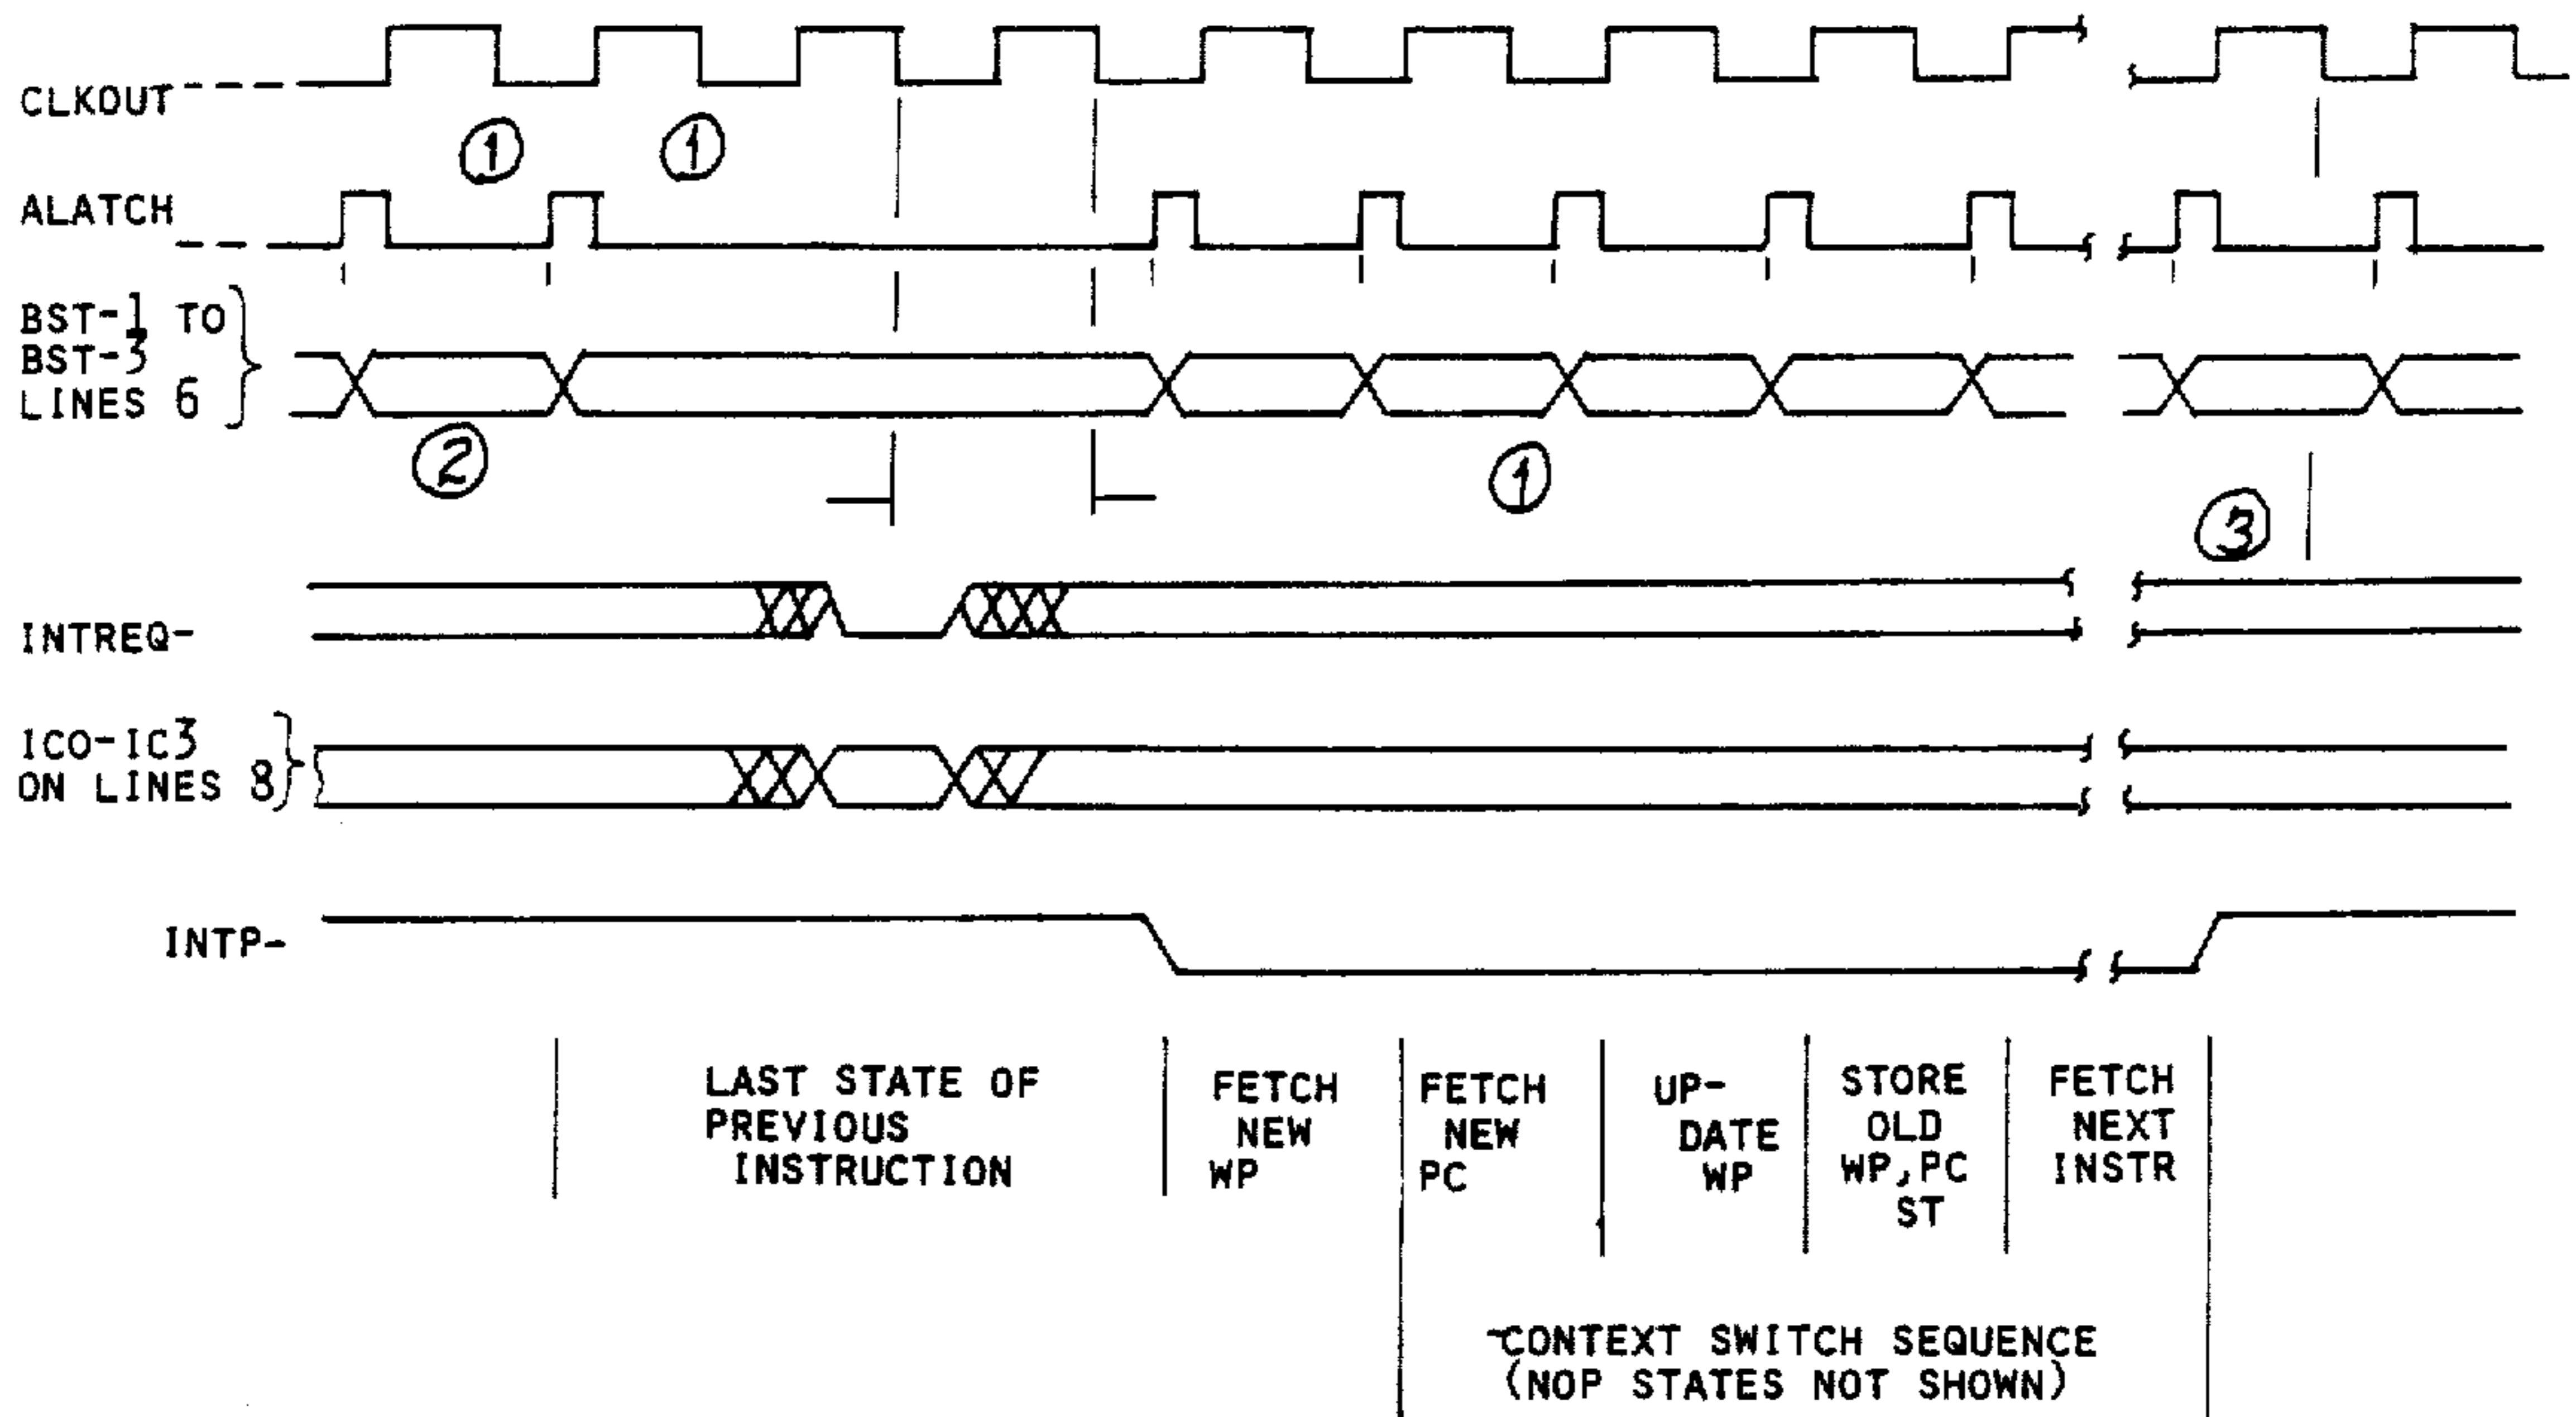 CLKOUT
① ①
ALATCH
BST-1 TO
BST-3
LINES 6
② ①
③
INTREQ-
ICO-IC3
ON LINES 8
INTP-
LAST STATE OF
PREVIOUS
INSTRUCTION
FETCH
NEW
WP
FETCH
NEW
PC
UP-
DATE
WP
STORE
OLD
WP,PC
ST
FETCH
NEXT
INSTR
CONTEXT SWITCH SEQUENCE
(NOP STATES NOT SHOWN)